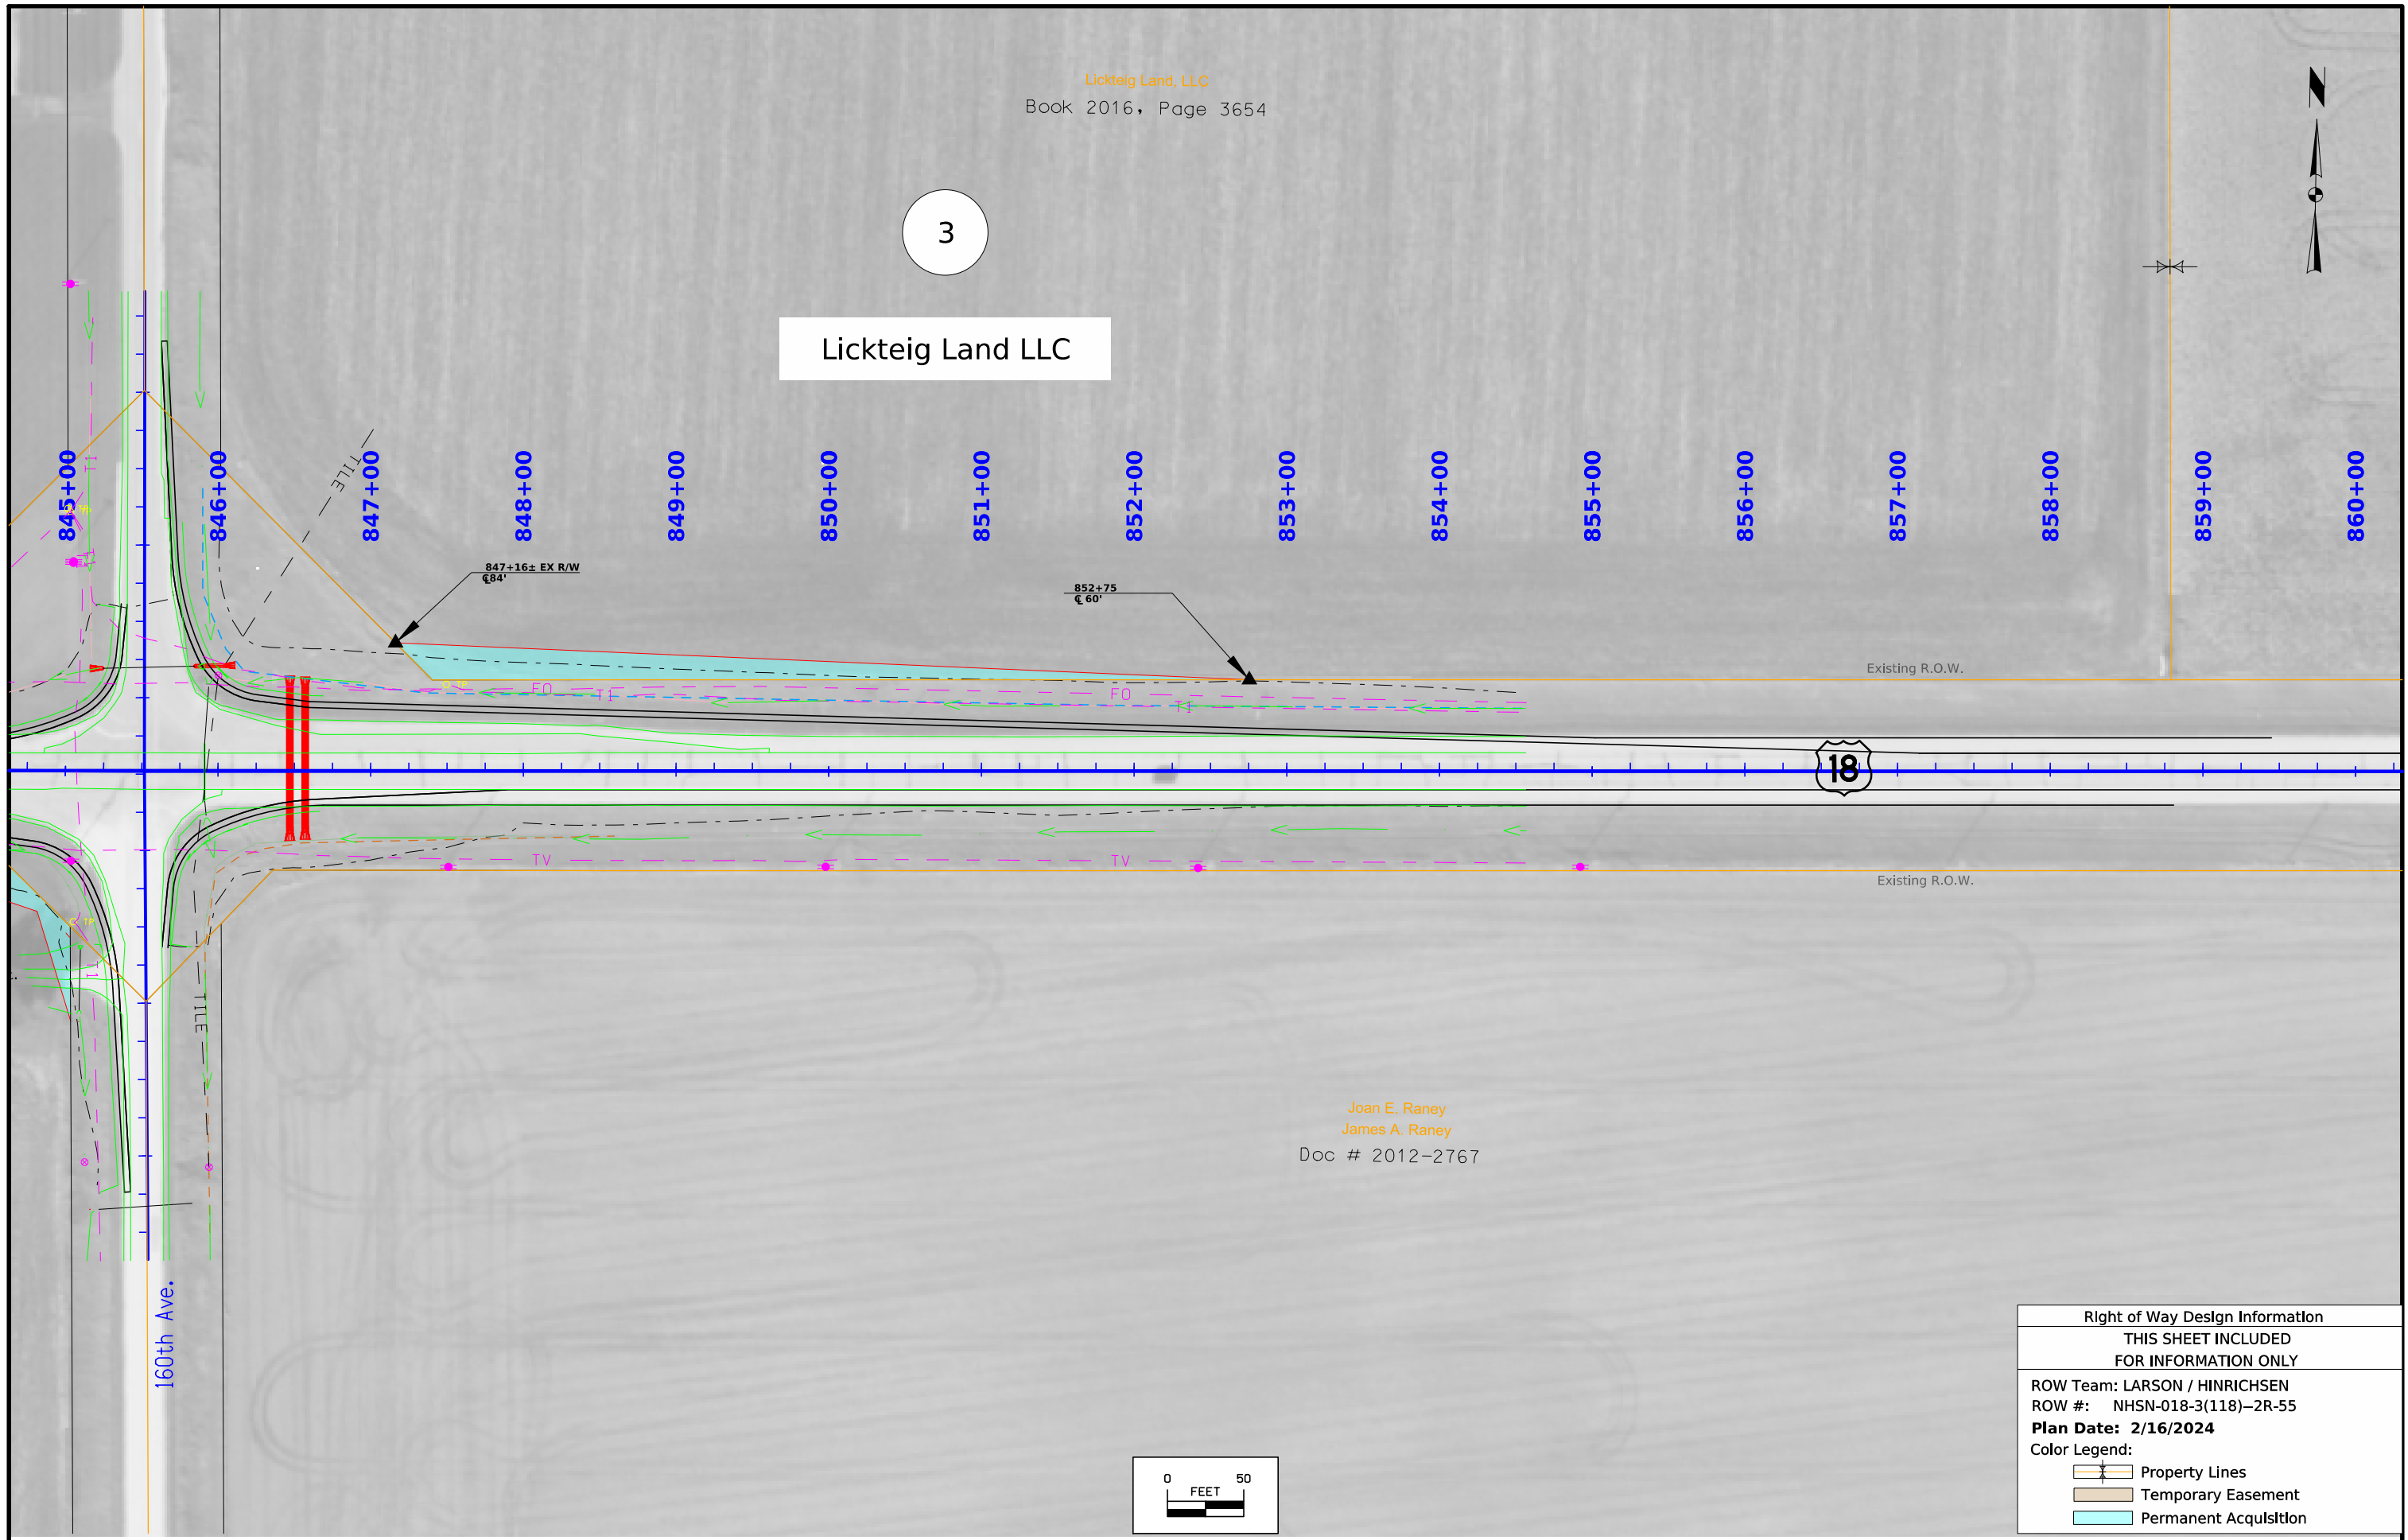 Lickteig Land, LLC
Book 2016, Page 3654
3
Lickteig Land LLC
845+00
846+00
847+00
848+00
849+00
850+00
851+00
852+00
853+00
854+00
855+00
856+00
857+00
858+00
859+00
860+00
TILE
T1
T1
847+16± EX R/W
℄84'
852+75
℄ 60'
Existing R.O.W.
FO
T1
FO
T1
18
TV
TV
Existing R.O.W.
T1
TILE
160th Ave.
Joan E. Raney
James A. Raney
Doc # 2012-2767
0 50
FEET
Right of Way Design Information
THIS SHEET INCLUDED
FOR INFORMATION ONLY
ROW Team: LARSON / HINRICHSEN
ROW #: NHSN-018-3(118)--2R-55
Plan Date: 2/16/2024
Color Legend:
Property Lines
Temporary Easement
Permanent Acquisition